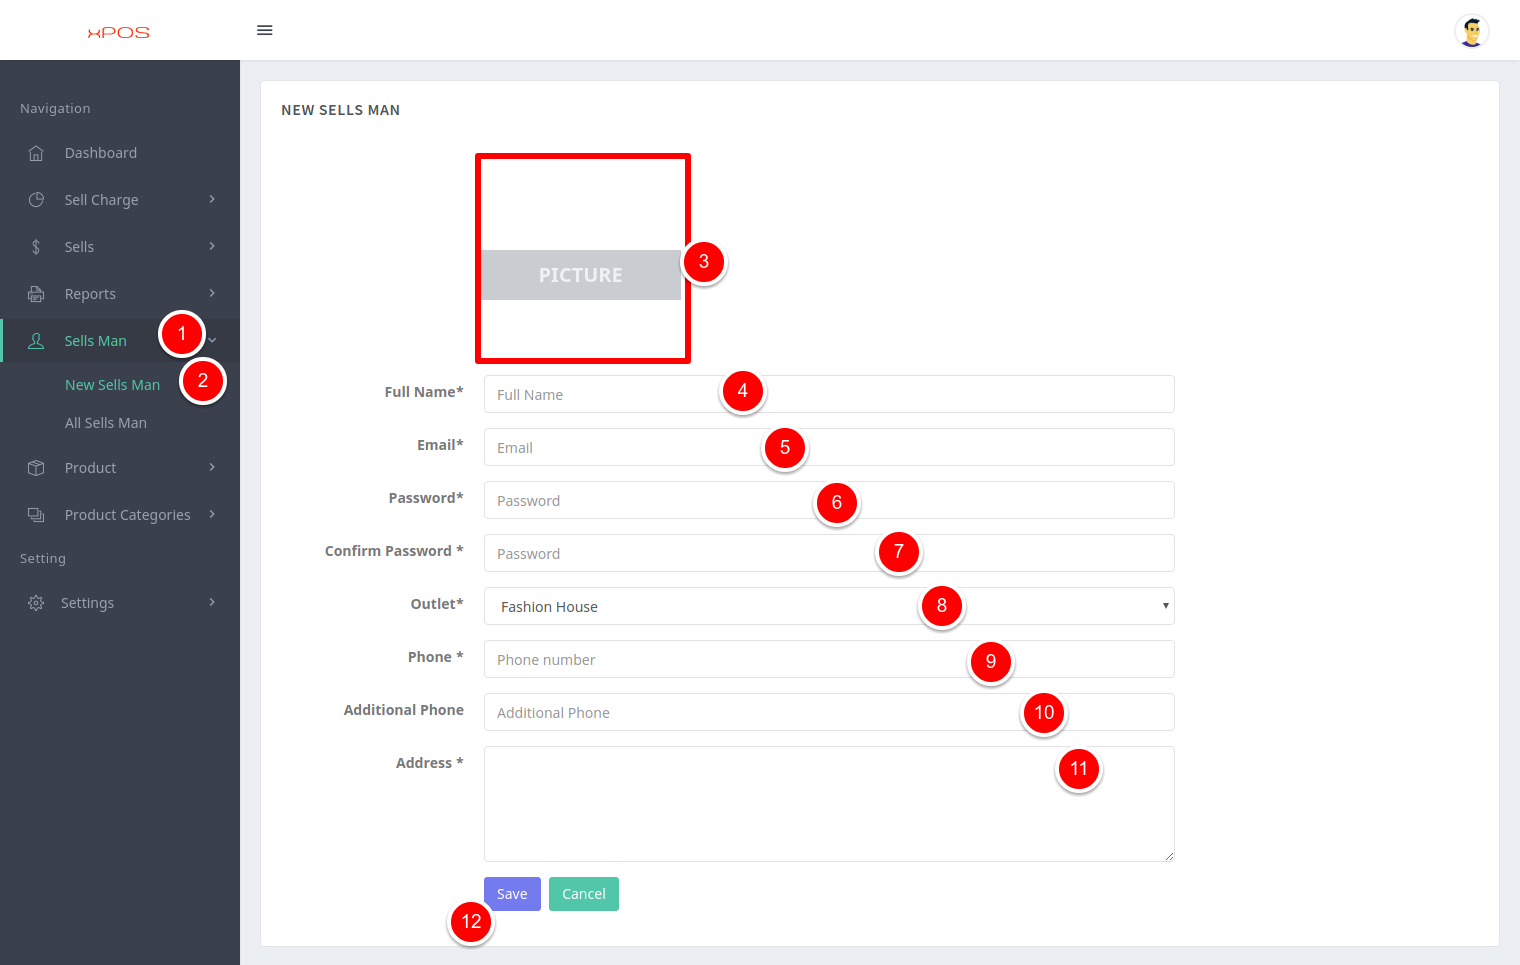 xPOS
Navigation
Dashboard
Sell Charge
Sells
Reports
Sells Man
1
New Sells Man
2
All Sells Man
Product
Product Categories
Setting
Settings
NEW SELLS MAN
PICTURE
3
Full Name* Full Name 4
Email* Email 5
Password* Password 6
Confirm Password * Password 7
Outlet* Fashion House 8
Phone * Phone number 9
Additional Phone Additional Phone 10
Address * 11
Save Cancel
12